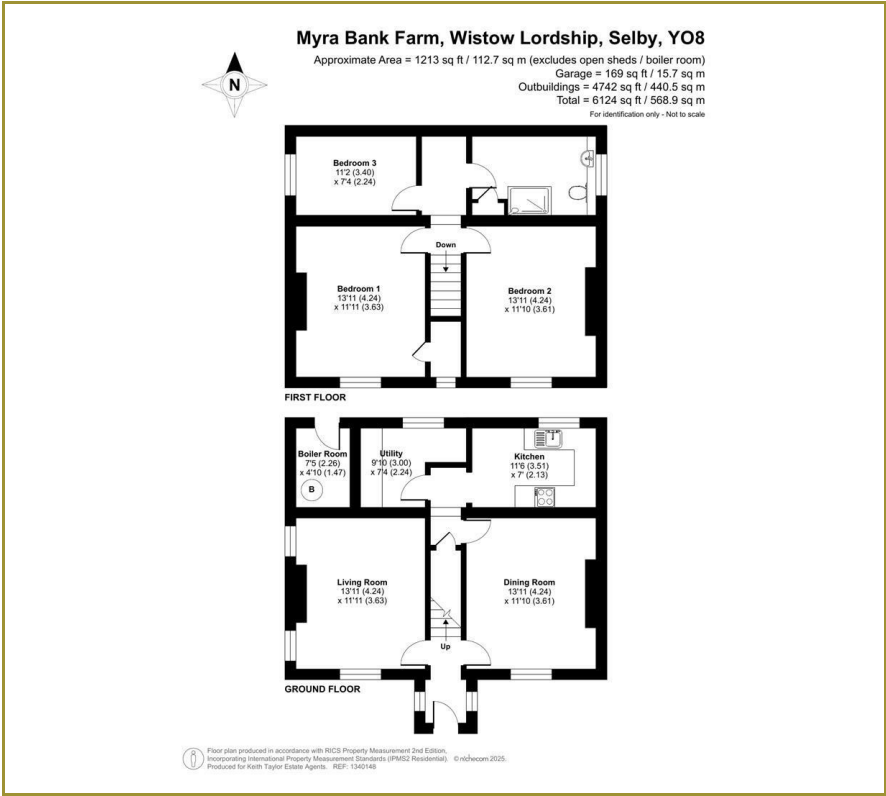 Myra Bank Farm, Wistow Lordship, Selby, YO8
Approximate Area = 1213 sq ft / 112.7 sq m (excludes open sheds / boiler room)
Garage = 169 sq ft / 15.7 sq m
Outbuildings = 4742 sq ft / 440.5 sq m
Total = 6124 sq ft / 568.9 sq m
For identification only - Not to scale
N
Bedroom 3
11'2 (3.40)
x 7'4 (2.24)
Down
Bedroom 1
13'11 (4.24)
x 11'11 (3.63)
Bedroom 2
13'11 (4.24)
x 11'10 (3.61)
FIRST FLOOR
Boiler Room
7'5 (2.26)
x 4'10 (1.47)
B
Utility
9'10 (3.00)
x 7'4 (2.24)
Kitchen
11'6 (3.51)
x 7' (2.13)
Living Room
13'11 (4.24)
x 11'11 (3.63)
Dining Room
13'11 (4.24)
x 11'10 (3.61)
Up
GROUND FLOOR
Floor plan produced in accordance with RICS Property Measurement 2nd Edition,
Incorporating International Property Measurement Standards (IPMS2 Residential). © nichecom 2025.
Produced for Keith Taylor Estate Agents. REF: 1340148